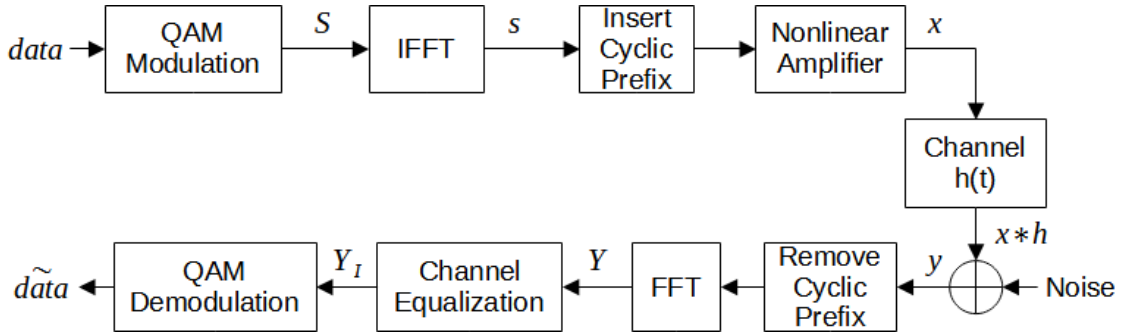 data
QAM
Modulation
S
IFFT
s
Insert
Cyclic
Prefix
Nonlinear
Amplifier
x
Channel
h(t)
x∗h
Noise
y
Remove
Cyclic
Prefix
FFT
Y
Channel
Equalization
Y_I
QAM
Demodulation
data͂